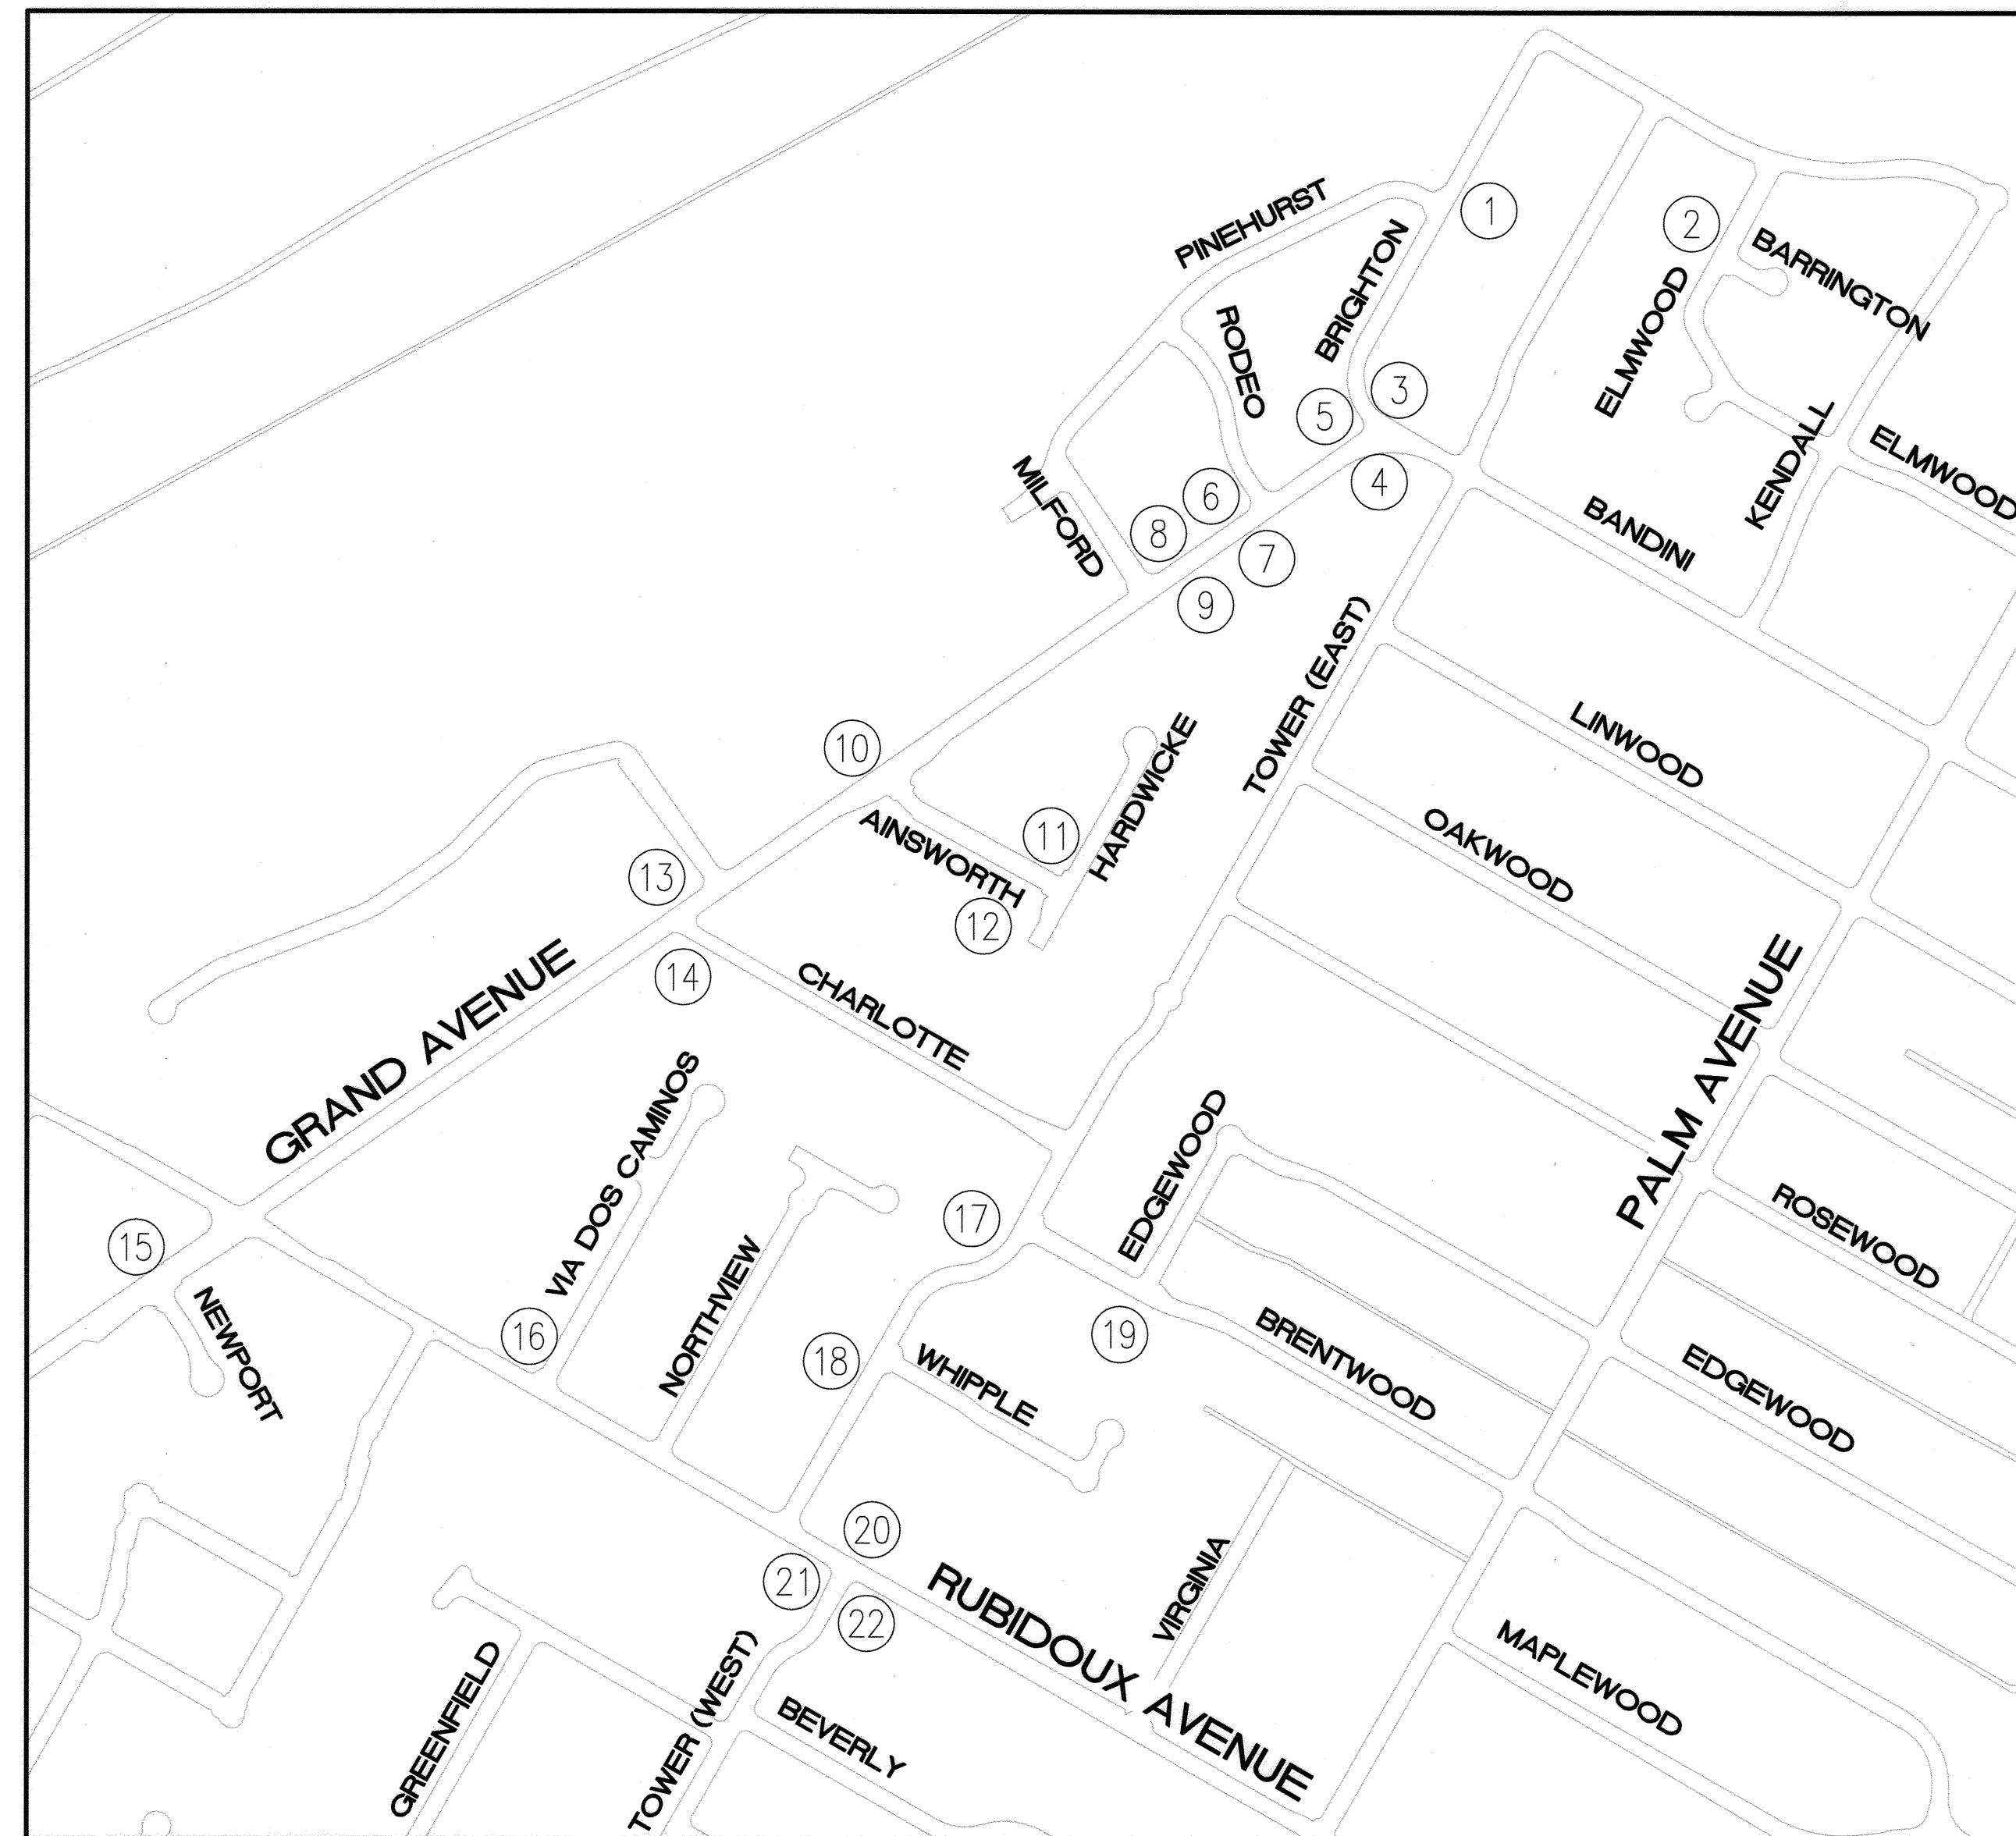 PINEHURST
1
2
BRIGHTON
BARRINGTON
RODEO
ELMWOOD
3
5
4
ELMWOOD
KENDALL
MILFORD
6
8
7
9
BANDINI
TOWER (EAST)
LINWOOD
10
HARDWICKE
AINSWORTH
11
OAKWOOD
13
12
14
CHARLOTTE
GRAND AVENUE
PALM AVENUE
VIA DOS CAMINOS
EDGEWOOD
17
15
ROSEWOOD
NEWPORT
NORTHVIEW
16
18
19
WHIPPLE
BRENTWOOD
EDGEWOOD
20
21
22
RUBIDOUX AVENUE
VIRGINIA
MAPLEWOOD
GREENFIELD
TOWER (WEST)
BEVERLY